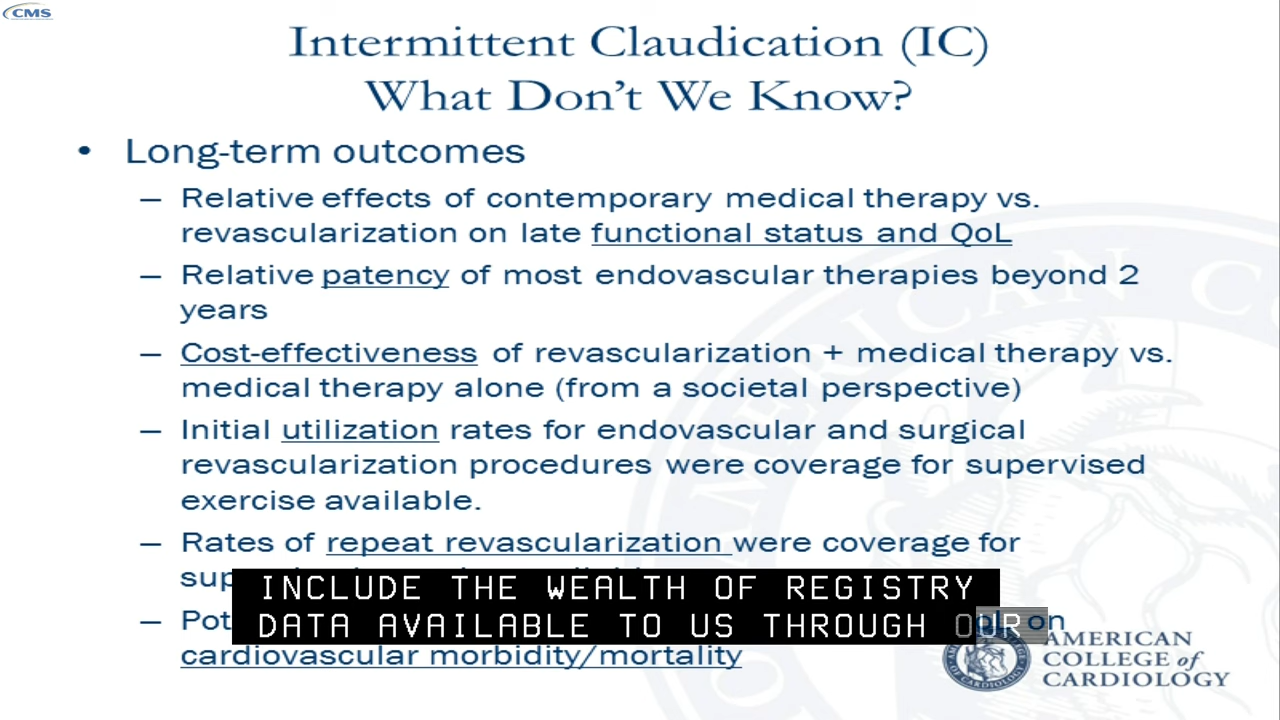 CMS
Intermittent Claudication (IC)
What Don't We Know?
• Long-term outcomes
– Relative effects of contemporary medical therapy vs.
revascularization on late functional status and QoL
– Relative patency of most endovascular therapies beyond 2
years
– Cost-effectiveness of revascularization + medical therapy vs.
medical therapy alone (from a societal perspective)
– Initial utilization rates for endovascular and surgical
revascularization procedures were coverage for supervised
exercise available.
– Rates of repeat revascularization were coverage for
INCLUDE THE WEALTH OF REGISTRY
DATA AVAILABLE TO US THROUGH OUR
– on
cardiovascular morbidity/mortality
AMERICAN
COLLEGE of
CARDIOLOGY